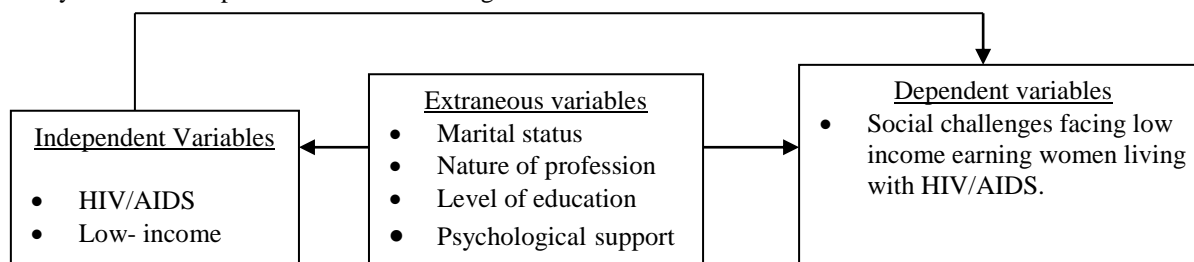 Independent Variables
• HIV/AIDS
• Low- income
Extraneous variables
• Marital status
• Nature of profession
• Level of education
• Psychological support
Dependent variables
• Social challenges facing low
income earning women living
with HIV/AIDS.